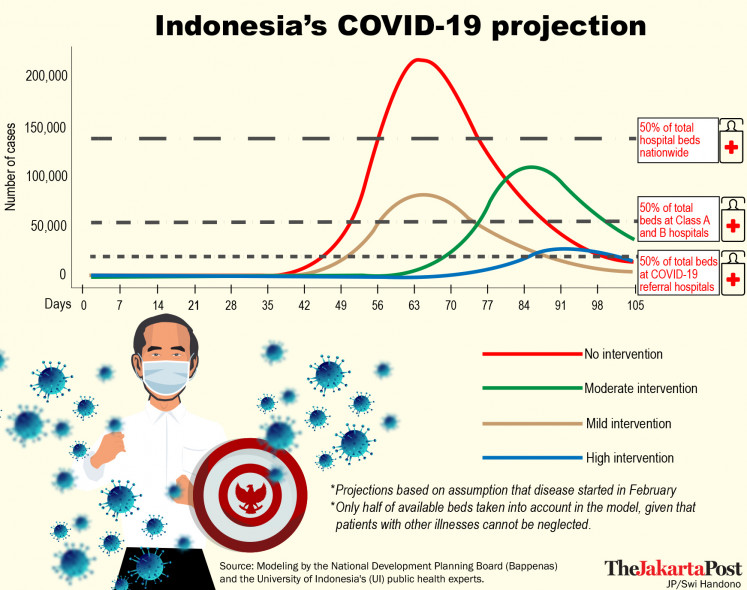 Indonesia’s COVID-19 projection
Number of cases
200,000
150,000
100,000
50,000
0
50% of total
hospital beds
nationwide
50% of total
beds at Class A
and B hospitals
50% of total beds
at COVID-19
referral hospitals
Days 0 7 14 21 28 35 42 49 56 63 70 77 84 91 98 105
No intervention
Moderate intervention
Mild intervention
High intervention
*Projections based on assumption that disease started in February
*Only half of available beds taken into account in the model, given that
patients with other illnesses cannot be neglected.
Source: Modeling by the National Development Planning Board (Bappenas)
and the University of Indonesia's (UI) public health experts.
TheJakartaPost
JP/Swi Handono